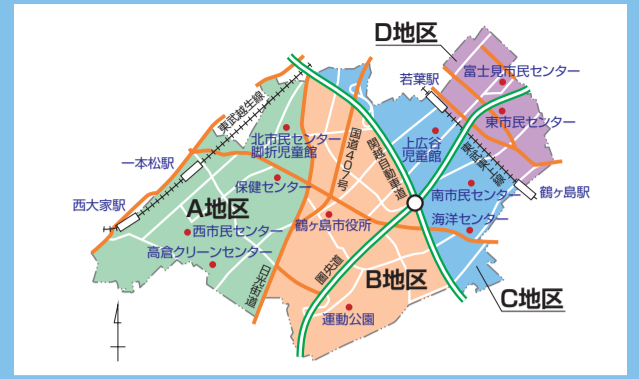 D地区
富士見市民センター
若葉駅
東武越生線
東市民センター
北市民センター
脚折児童館
国道407号
関越自動車道
上広谷
児童館
東武東上線
一本松駅
保健センター
南市民センター
鶴ヶ島駅
西大家駅
A地区
鶴ヶ島市役所
海洋センター
西市民センター
高倉クリーンセンター
日光街道
圏央道
B地区
C地区
運動公園